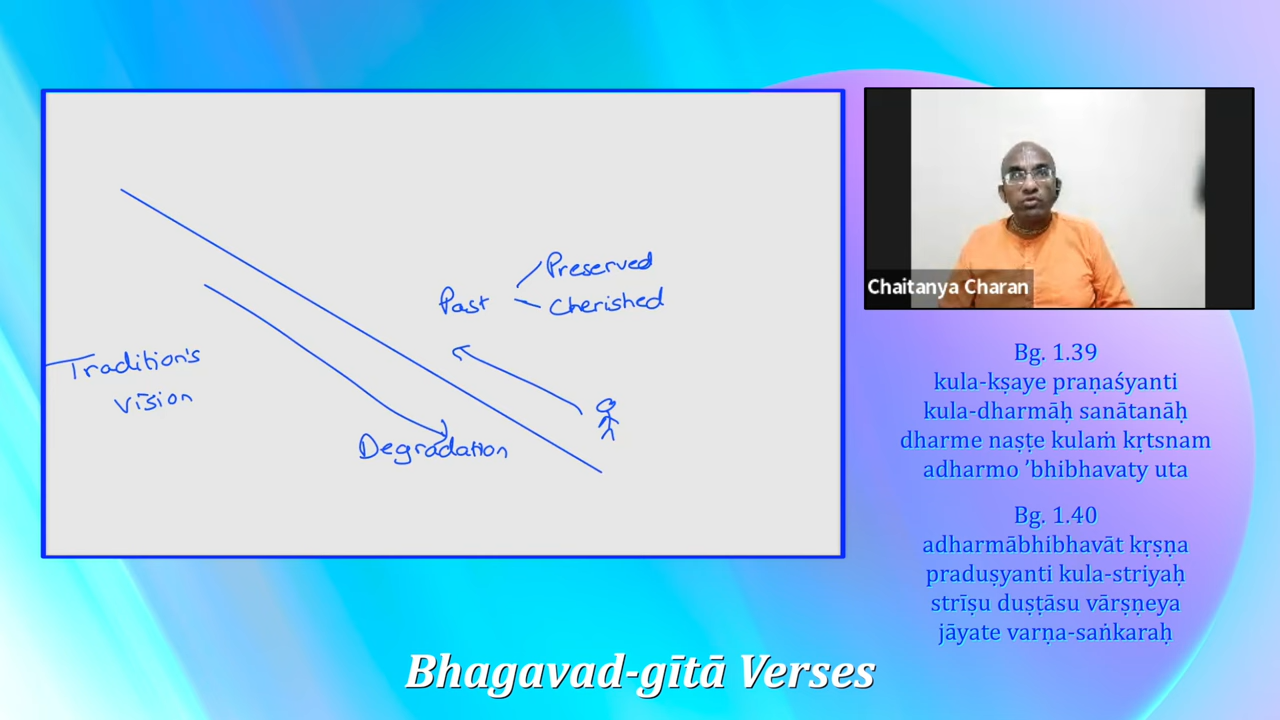 Preserved
Past
Cherished
Tradition's
vision
Degradation
Chaitanya Charan
Bg. 1.39
kula-kṣaye praṇaśyanti
kula-dharmāḥ sanātanāḥ
dharme naṣṭe kulaṁ kṛtsnam
adharmo ’bhibhavaty uta
Bg. 1.40
adharmābhibhavāt kṛṣṇa
praduṣyanti kula-striyaḥ
strīṣu duṣṭāsu vārṣṇeya
jāyate varṇa-saṅkaraḥ
Bhagavad-gītā Verses